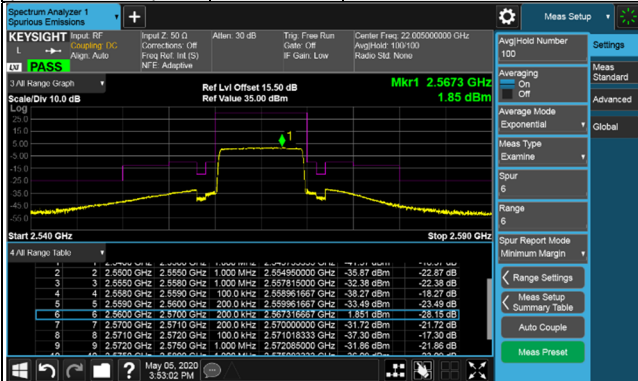 Spectrum Analyzer 1
Spurious Emissions
Meas Setup
KEYSIGHT
Input: RF
Coupling: DC
Align: Auto
Input Z: 50 Ω
Corrections: Off
Freq Ref: Int (S)
NFE: Adaptive
Atten: 30 dB
Trig: Free Run
Gate: Off
IF Gain: Low
Center Freq: 22.005000000 GHz
Avg|Hold: 100/100
Radio Std: None
L
LXI PASS
3 All Range Graph
Scale/Div 10.0 dB
Ref Lvl Offset 15.50 dB
Ref Value 35.00 dBm
Mkr1 2.5673 GHz
1.85 dBm
Log
25.0
15.0
5.00
-5.00
-15.0
-25.0
-35.0
-45.0
-55.0
1
Start 2.540 GHz
Stop 2.590 GHz
4 All Range Table
2 2 2.5500 GHz 2.5550 GHz 1.000 MHz 2.554950000 GHz -35.87 dBm -22.87 dB
3 3 2.5550 GHz 2.5580 GHz 1.000 MHz 2.557815000 GHz -32.38 dBm -22.38 dB
4 4 2.5580 GHz 2.5590 GHz 100.0 kHz 2.558961667 GHz -38.27 dBm -18.27 dB
5 5 2.5590 GHz 2.5600 GHz 200.0 kHz 2.559961667 GHz -33.49 dBm -23.49 dB
6 6 2.5600 GHz 2.5700 GHz 200.0 kHz 2.567316667 GHz 1.851 dBm -28.15 dB
7 7 2.5700 GHz 2.5710 GHz 200.0 kHz 2.570000000 GHz -31.72 dBm -21.72 dB
8 8 2.5710 GHz 2.5720 GHz 100.0 kHz 2.571018333 GHz -37.30 dBm -17.30 dB
9 9 2.5720 GHz 2.5750 GHz 1.000 MHz 2.572085000 GHz -31.86 dBm -21.86 dB
May 05, 2020
3:53:02 PM
Avg|Hold Number
100
Averaging
On
Off
Average Mode
Exponential
Meas Type
Examine
Spur
6
Range
6
Spur Report Mode
Minimum Margin
Range Settings
Meas Setup
Summary Table
Auto Couple
Meas Preset
Settings
Meas
Standard
Advanced
Global